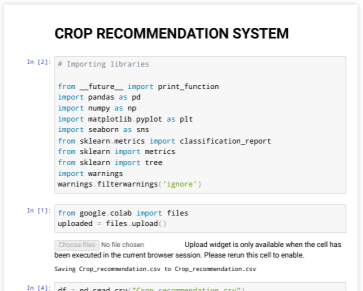 CROP RECOMMENDATION SYSTEM
In [2]: # Importing libraries
from __future__ import print_function
import pandas as pd
import numpy as np
import matplotlib.pyplot as plt
import seaborn as sns
from sklearn.metrics import classification_report
from sklearn import metrics
from sklearn import tree
import warnings
warnings.filterwarnings('ignore')
In [1]: from google.colab import files
uploaded = files.upload()
Choose files No file chosen Upload widget is only available when the cell has
been executed in the current browser session. Please rerun this cell to enable.
Saving Crop_recommendation.csv to Crop_recommendation.csv
In [4]: df = pd.read_csv("Crop_recommendation.csv")